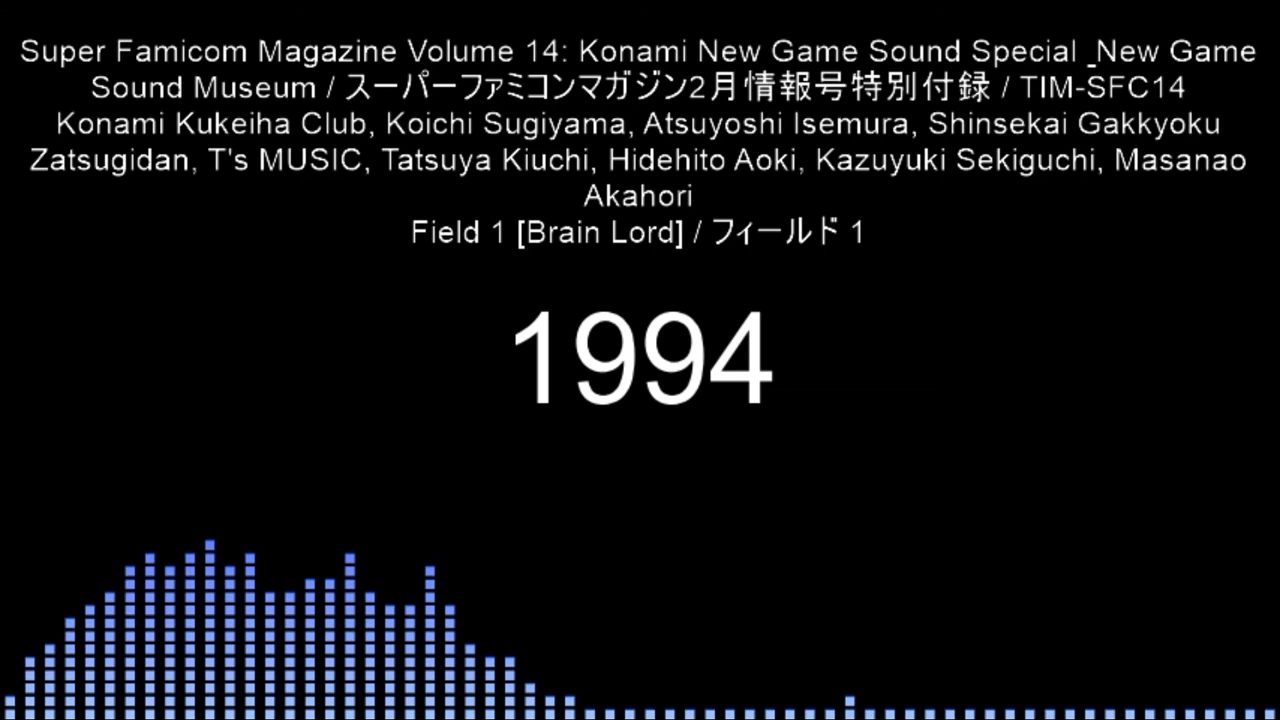 Super Famicom Magazine Volume 14: Konami New Game Sound Special _New Game
Sound Museum / スーパーファミコンマガジン2月情報号特別付録 / TIM-SFC14
Konami Kukeiha Club, Koichi Sugiyama, Atsuyoshi Isemura, Shinsekai Gakkyoku
Zatsugidan, T's MUSIC, Tatsuya Kiuchi, Hidehito Aoki, Kazuyuki Sekiguchi, Masanao
Akahori
Field 1 [Brain Lord] / フィールド 1
1994